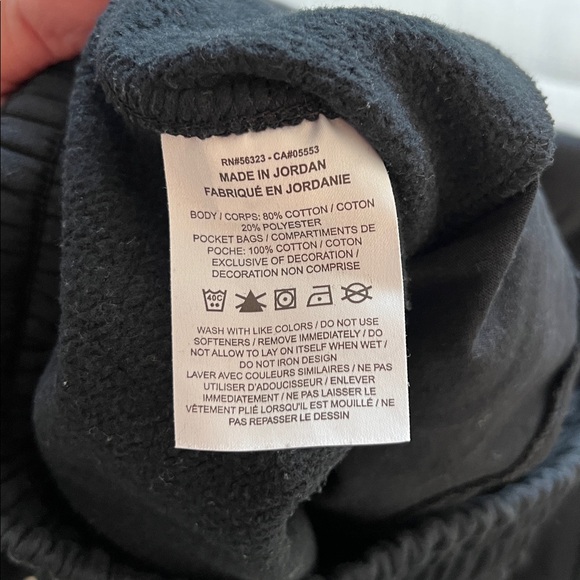 RN#56323 - CA#05553
MADE IN JORDAN
FABRIQUÉ EN JORDANIE
BODY / CORPS: 80% COTTON / COTON
20% POLYESTER
POCKET BAGS / COMPARTIMENTS DE
POCHE: 100% COTTON / COTON
EXCLUSIVE OF DECORATION /
DECORATION NON COMPRISE
40C
WASH WITH LIKE COLORS / DO NOT USE
SOFTENERS / REMOVE IMMEDIATELY / DO
NOT ALLOW TO LAY ON ITSELF WHEN WET /
DO NOT IRON DESIGN
LAVER AVEC COULEURS SIMILAIRES / NE PAS
UTILISER D'ADOUCISSEUR / ENLEVER
IMMEDIATEMENT / NE PAS LAISSER LE
VÊTEMENT PLIÉ LORSQU'IL EST MOUILLÉ / NE
PAS REPASSER LE DESSIN